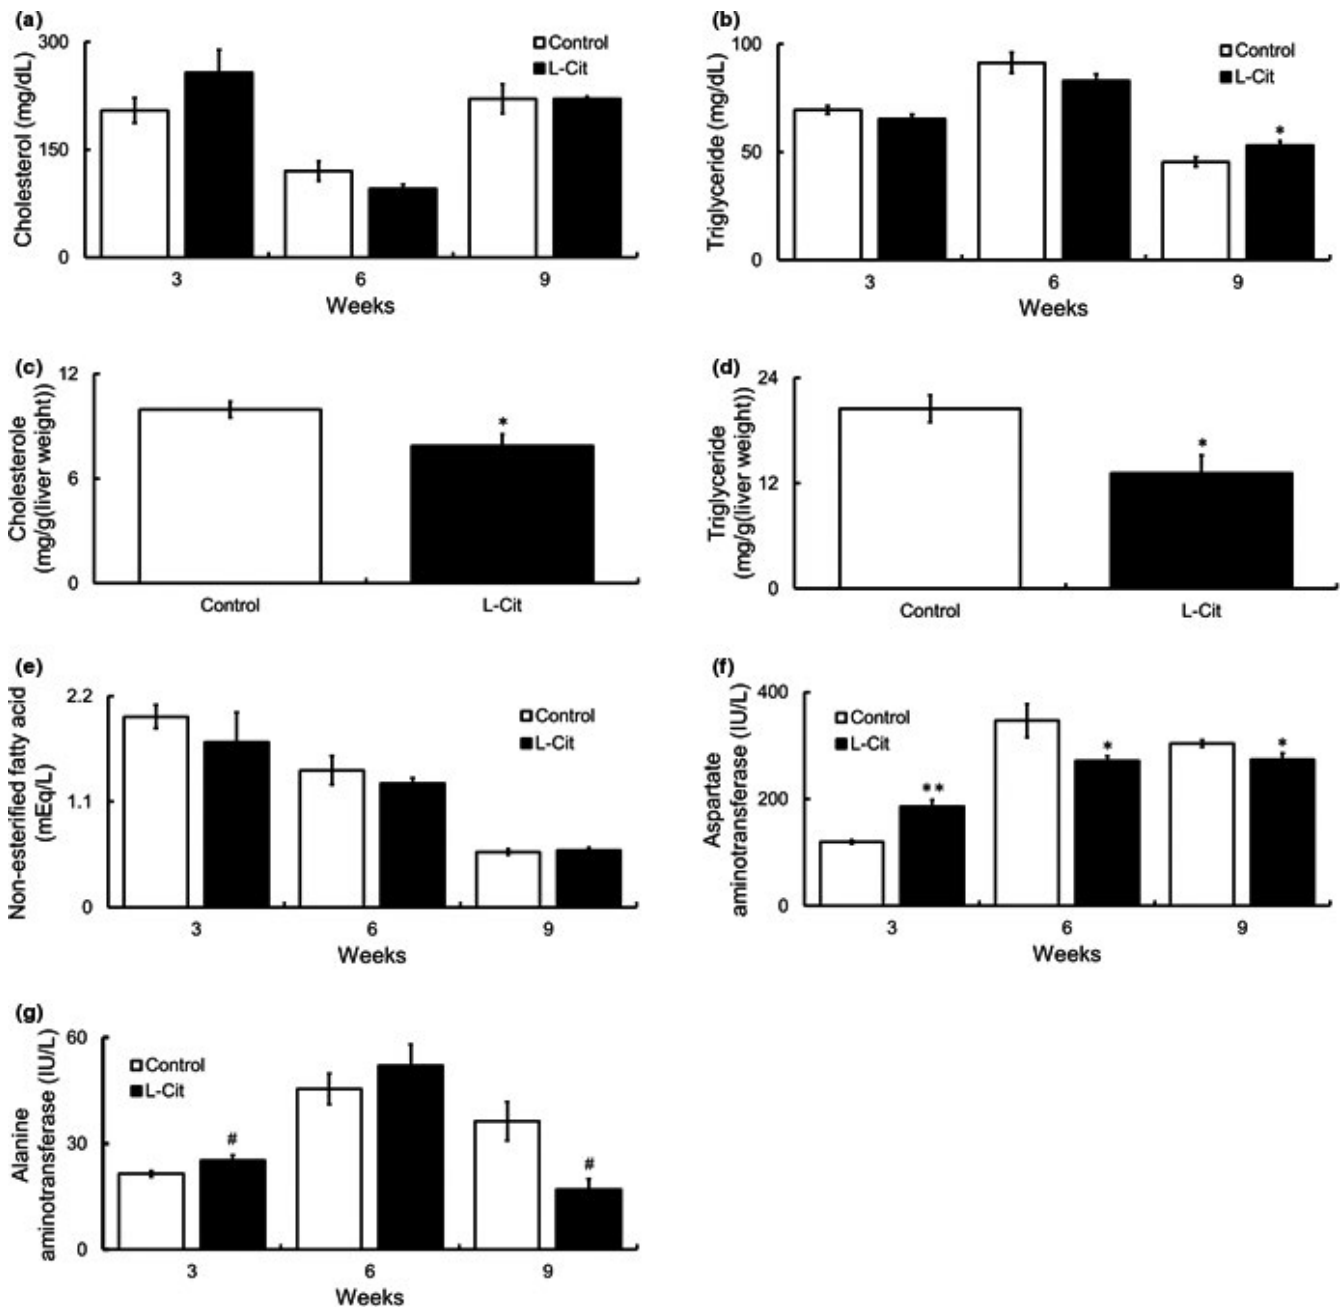 (a)
Cholesterol (mg/dL)
300
150
0
Control
L-Cit
3 6 9
Weeks
(b)
Triglyceride (mg/dL)
100
50
0
Control
L-Cit
*
3 6 9
Weeks
(c)
Cholesterole
(mg/g(liver weight))
12
6
0
*
Control L-Cit
(d)
Triglyceride
(mg/g(liver weight))
24
12
0
*
Control L-Cit
(e)
Non-esterified fatty acid
(mEq/L)
2.2
1.1
0
Control
L-Cit
3 6 9
Weeks
(f)
Aspartate
aminotransferase (IU/L)
400
200
0
Control
L-Cit
** * *
3 6 9
Weeks
(g)
Alanine
aminotransferase (IU/L)
60
30
0
Control
L-Cit
# #
3 6 9
Weeks